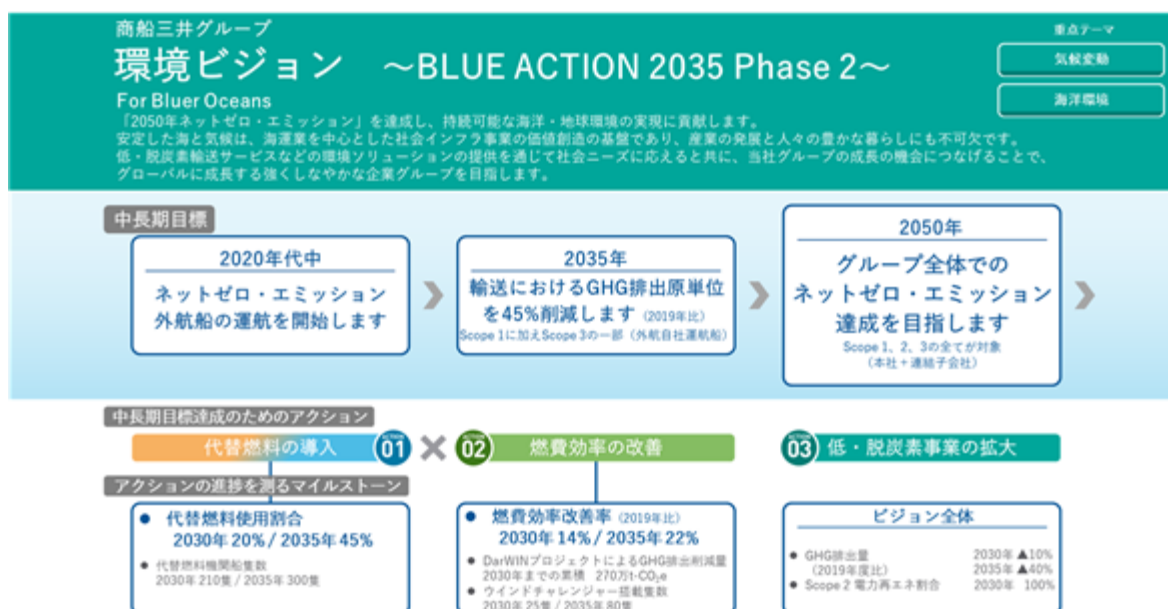 商船三井グループ
環境ビジョン ～BLUE ACTION 2035 Phase 2～
For Bluer Oceans
「2050年ネットゼロ・エミッション」を達成し、持続可能な海洋・地球環境の実現に貢献します。
安定した海と気候は、海運業を中心とした社会インフラ事業の価値創造の基盤であり、産業の発展と人々の豊かな暮らしにも不可欠です。
低・脱炭素輸送サービスなどの環境ソリューションの提供を通じて社会ニーズに応えると共に、当社グループの成長の機会につなげることで、
グローバルに成長する強くしなやかな企業グループを目指します。
重点テーマ
気候変動
海洋環境
中長期目標
2020年代中
ネットゼロ・エミッション
外航船の運航を開始します
2035年
輸送におけるGHG排出原単位
を45%削減します（2019年比）
Scope 1に加えScope 3の一部（外航自社運航船）
2050年
グループ全体での
ネットゼロ・エミッション
達成を目指します
Scope 1、2、3の全てが対象
（本社＋連結子会社）
中長期目標達成のためのアクション
代替燃料の導入 ACTION 01
×
ACTION 02 燃費効率の改善
ACTION 03 低・脱炭素事業の拡大
アクションの進捗を測るマイルストーン
● 代替燃料使用割合
2030年 20% / 2035年 45%
● 代替燃料機関船隻数
2030年 210隻 / 2035年 300隻
● 燃費効率改善率（2019年比）
2030年 14% / 2035年 22%
● DarWINプロジェクトによるGHG排出削減量
2030年までの累積 270万t-CO₂e
● ウインドチャレンジャー搭載隻数
2030年 25隻 / 2035年 80隻
ビジョン全体
● GHG排出量 2030年 ▲10%
（2019年度比） 2035年 ▲40%
● Scope 2 電力再エネ割合 2030年 100%